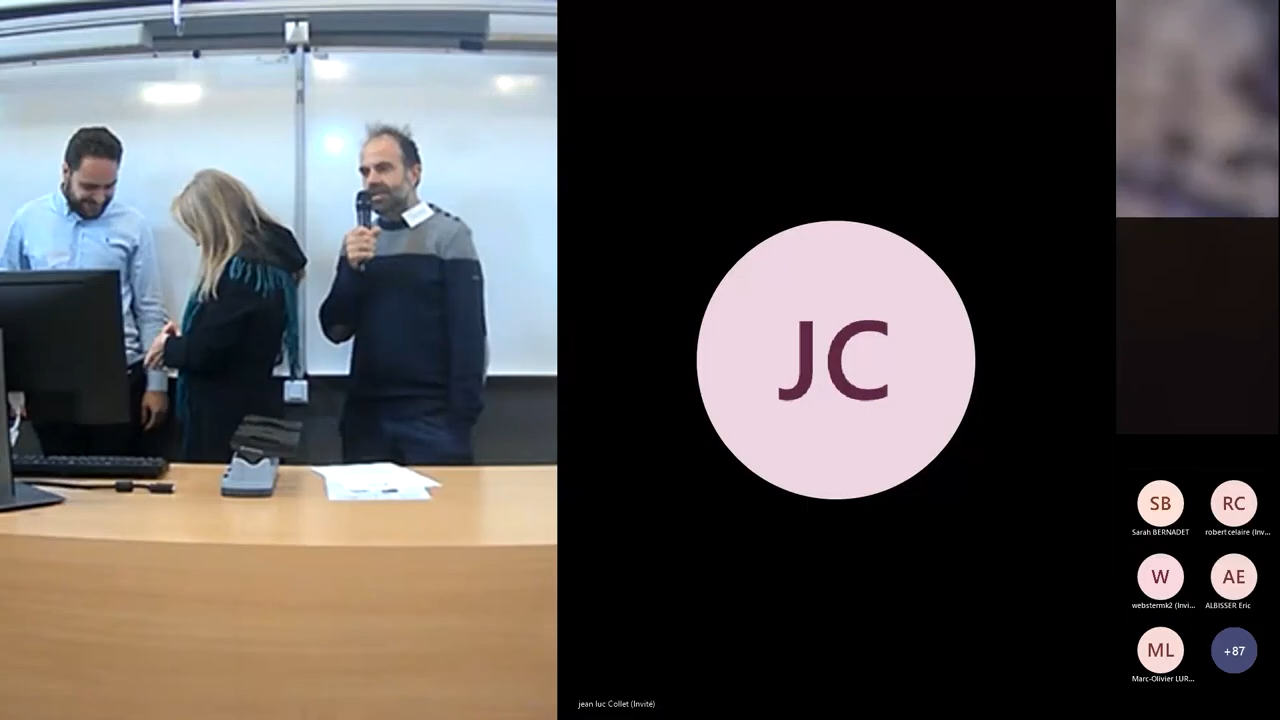 JC
jean luc Collet (Invité)
SB
RC
Sarah BERNADET
robert celaire (Inv...
W
AE
webstermk2 (Invi...
ALBISSER Eric
ML
+87
Marc-Olivier LUR...